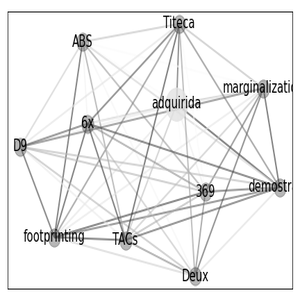 Titeca
ABS
marginalizatio
adquirida
6x
D9
369
demostr
footprinting
TACs
Deux